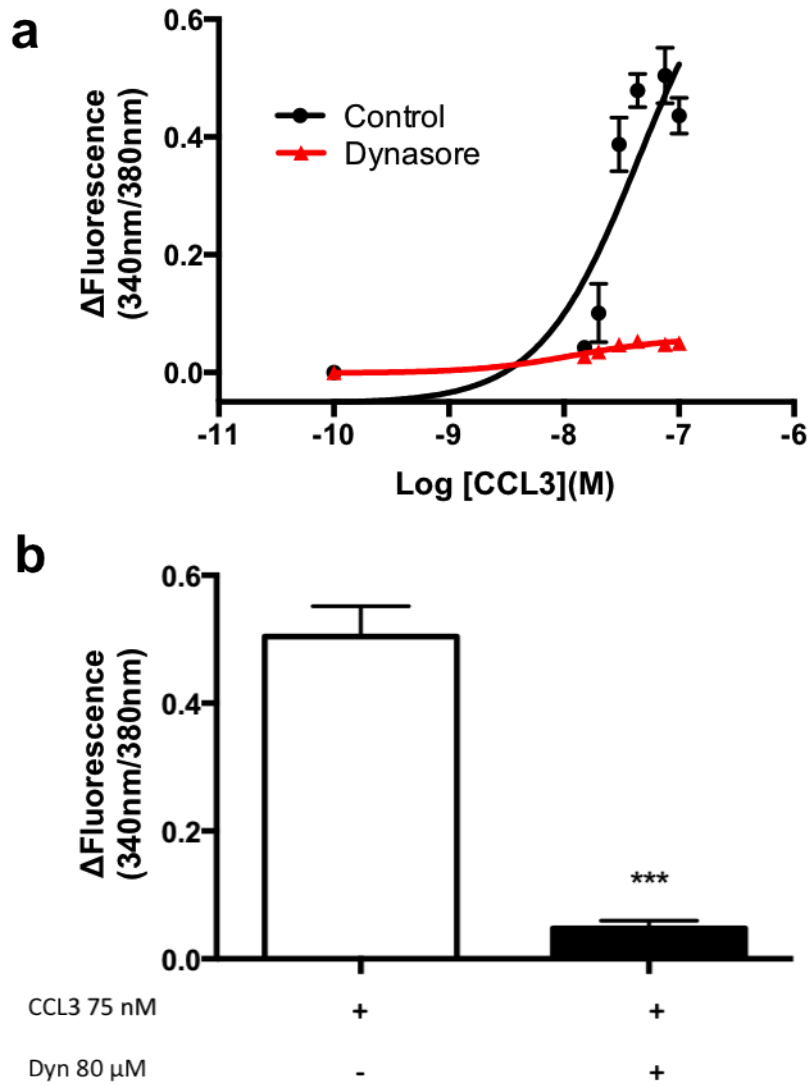 a
ΔFluorescence
(340nm/380nm)
0.6
0.4
0.2
0.0
Control
Dynasore
-11 -10 -9 -8 -7 -6
Log [CCL3](M)
b
ΔFluorescence
(340nm/380nm)
0.6
0.4
0.2
0.0
***
CCL3 75 nM + +
Dyn 80 μM - +